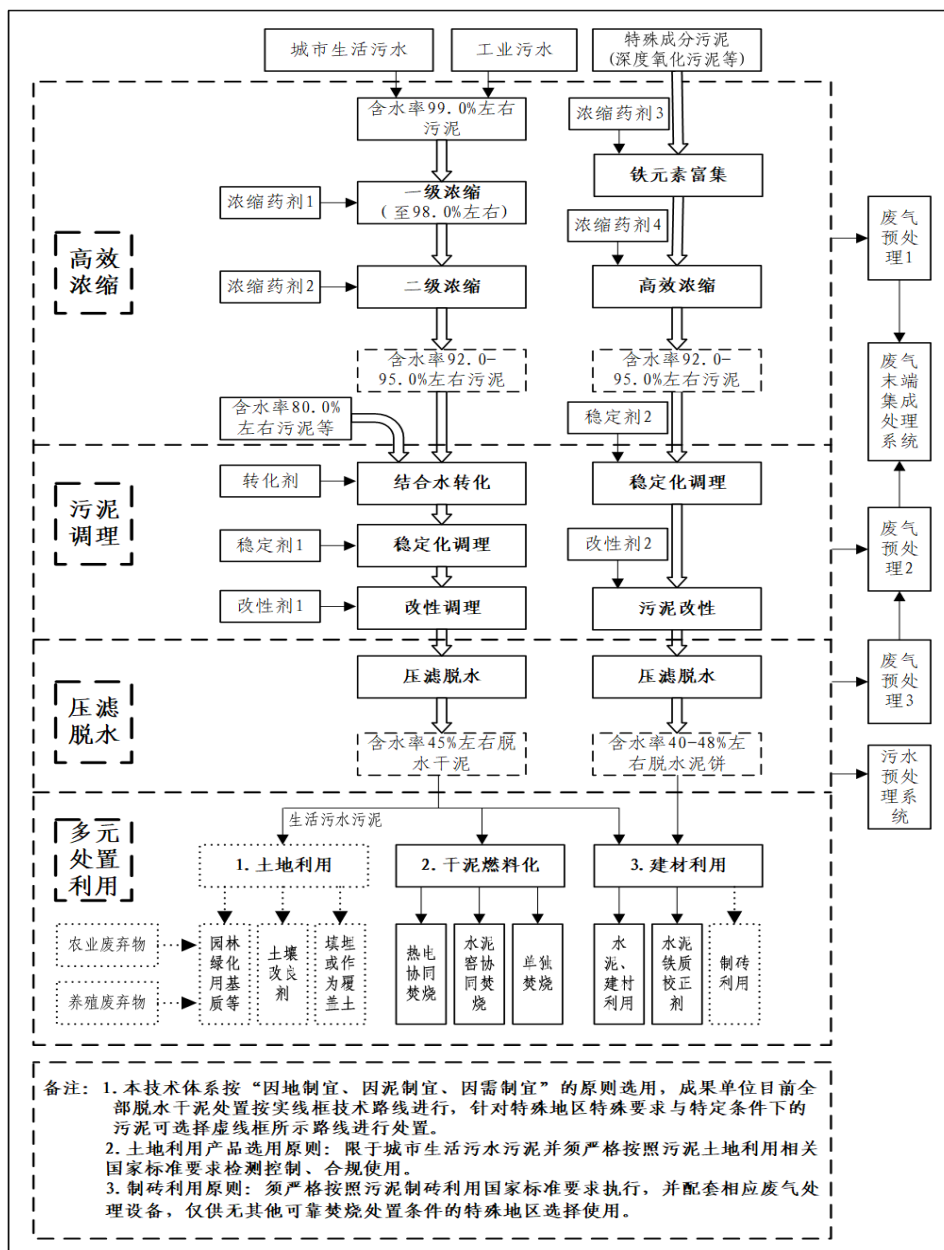 城市生活污水
工业污水
特殊成分污泥
(深度氧化污泥等)
含水率99.0%左右
污泥
浓缩药剂3
铁元素富集
浓缩药剂1
一级浓缩
(至98.0%左右)
浓缩药剂4
废气
预处
理1
高效
浓缩
浓缩药剂2
二级浓缩
高效浓缩
含水率92.0-
95.0%左右污泥
含水率92.0-
95.0%左右污泥
废气
末端
集成
处理
系统
含水率80.0%
左右污泥等
稳定剂2
污泥
调理
转化剂
结合水转化
稳定化调理
稳定剂1
稳定化调理
改性剂2
废气
预处
理2
改性剂1
改性调理
污泥改性
压滤
脱水
压滤脱水
压滤脱水
废气
预处
理3
含水率45%左右脱
水干泥
含水率40-48%左
右脱水泥饼
污水
预处
理系
统
多元
处置
利用
生活污水污泥
1.土地利用
2.干泥燃料化
3.建材利用
农业废弃物
养殖废弃物
园林
绿化
用基
质等
土壤
改良
剂
填埋
或作
为覆
盖土
热电
协同
焚烧
水泥
窑协
同焚
烧
单独
焚烧
水
泥、
建材
利用
水泥
铁质
校正
剂
制砖
利用
备注：1.本技术体系按“因地制宜、因泥制宜、因需制宜”的原则选用，成果单位目前全
部脱水干泥处置按实线框技术路线进行，针对特殊地区特殊要求与特定条件下的
污泥可选择虚线框所示路线进行处置。
2.土地利用产品选用原则：限于城市生活污水污泥并须严格按照污泥土地利用相关
国家标准要求检测控制、合规使用。
3.制砖利用原则：须严格按照污泥制砖利用国家标准要求执行，并配套相应废气处
理设备，仅供无其他可靠焚烧处置条件的特殊地区选择使用。